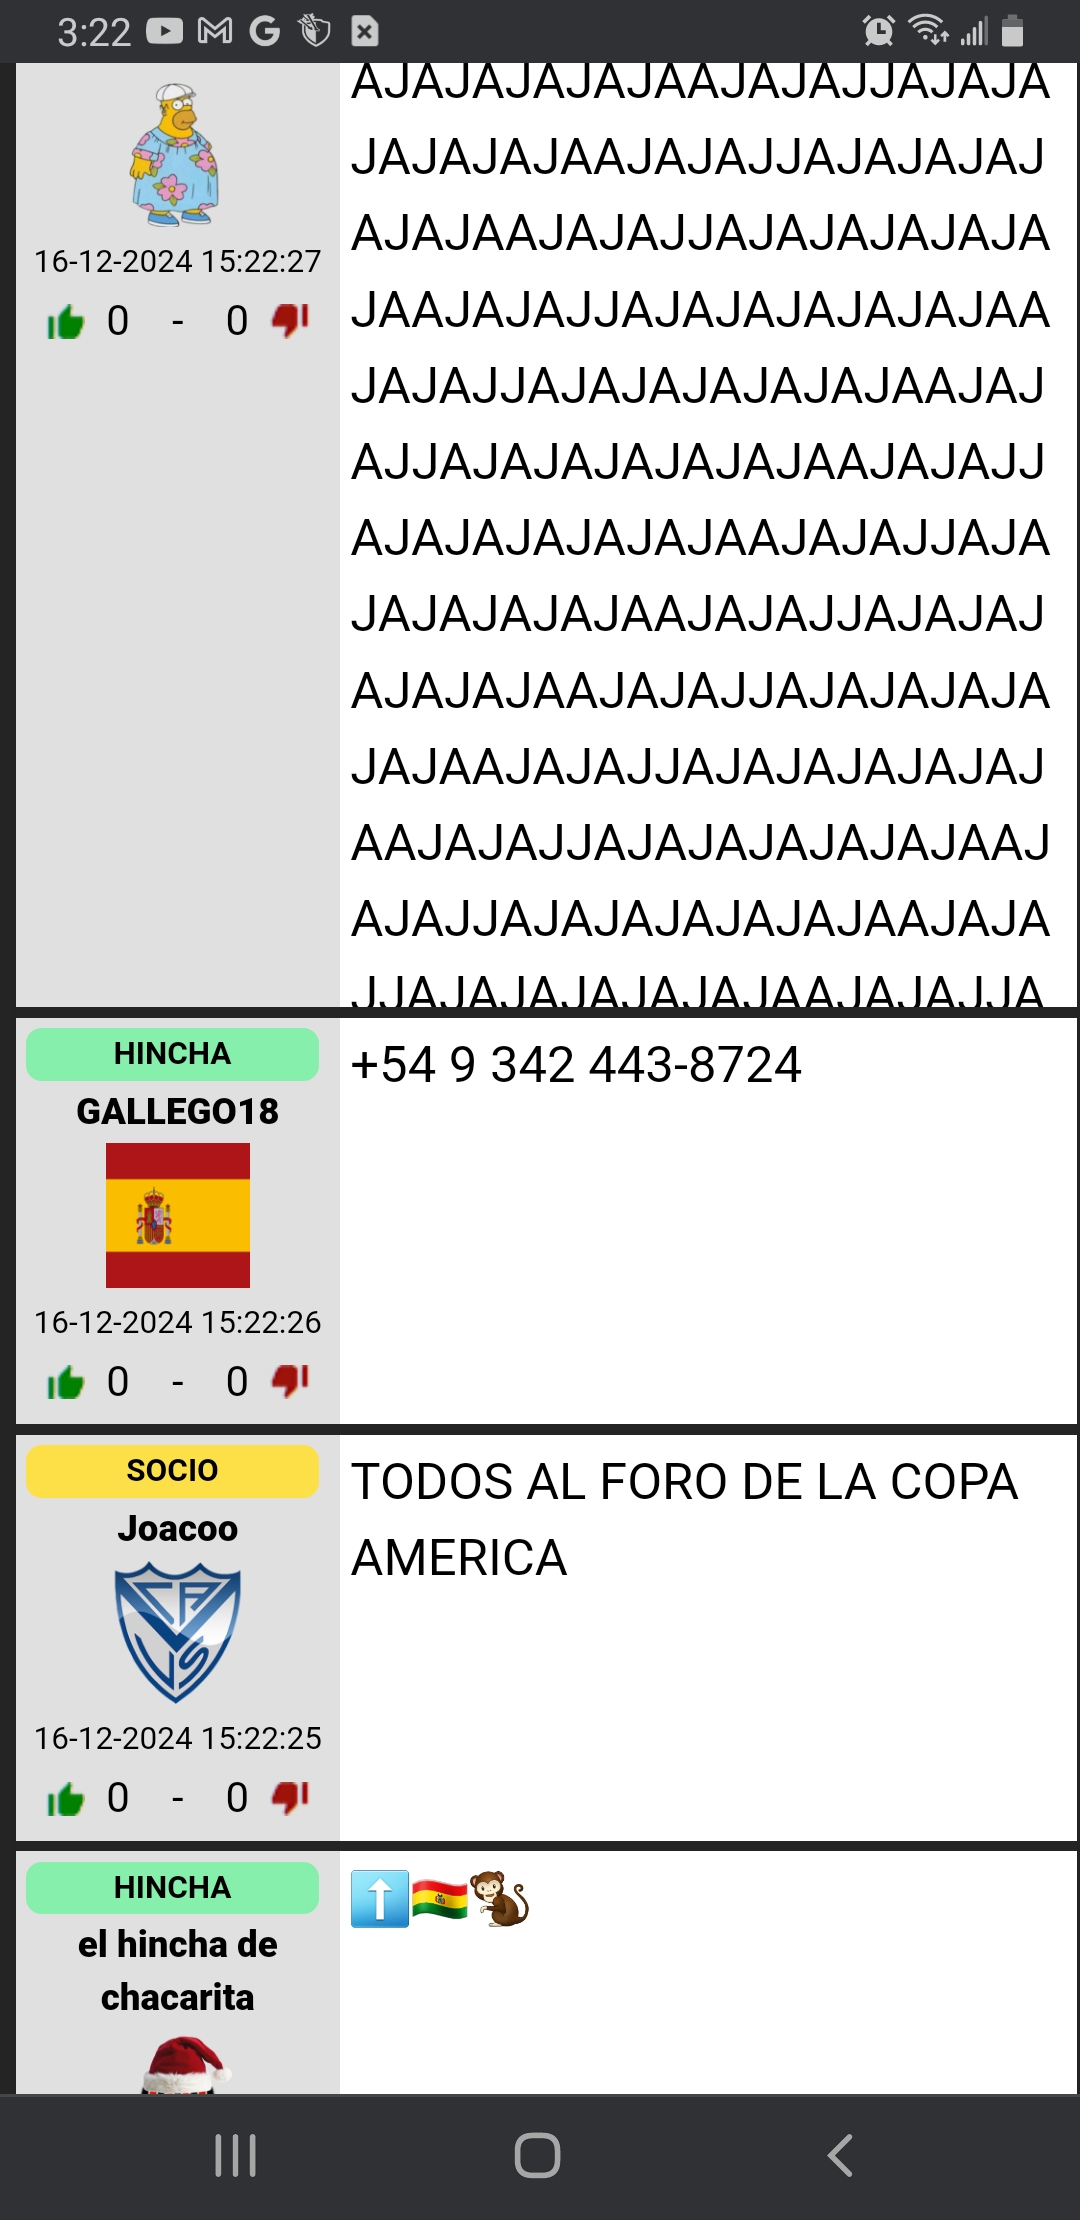 3:22
AJAJAJAJAJAAJAJAJJAJAJA
JAJAJAJAAJAJAJJAJAJAJAJ
AJAJAAJAJAJJAJAJAJAJAJA
16-12-2024 15:22:27
JAAJAJAJJAJAJAJAJAJAJAA
0 - 0
JAJAJJAJAJAJAJAJAJAAJAJ
AJJAJAJAJAJAJAJAAJAJAJJ
AJAJAJAJAJAJAAJAJAJJAJA
JAJAJAJAJAAJAJAJJAJAJAJ
AJAJAJAAJAJAJJAJAJAJAJA
JAJAAJAJAJJAJAJAJAJAJAJ
AAJAJAJJAJAJAJAJAJAJAAJ
AJAJJAJAJAJAJAJAJAAJAJA
JJAJAJAJAJAJAJAAJAJAJJA
HINCHA
GALLEGO18
+54 9 342 443-8724
16-12-2024 15:22:26
0 - 0
SOCIO
Joacoo
TODOS AL FORO DE LA COPA
AMERICA
16-12-2024 15:22:25
0 - 0
HINCHA
el hincha de
chacarita
⬆️🇧🇴🐒